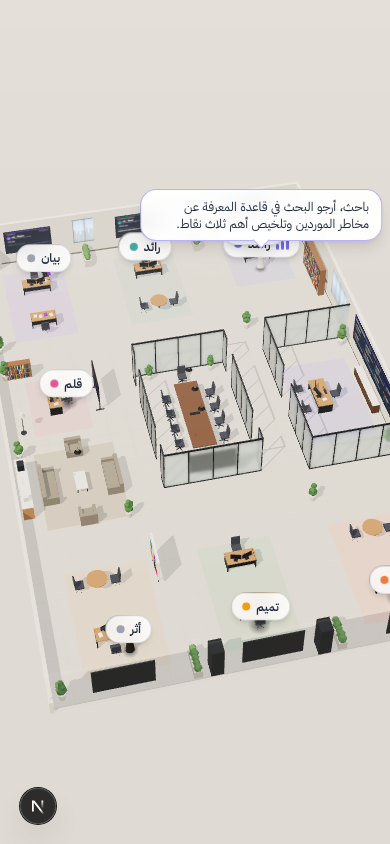 باحث، أرجو البحث في قاعدة المعرفة عن
مخاطر الموردين وتلخيص أهم ثلاث نقاط.
رائد
بيان
قلم
تميم
أثر
N